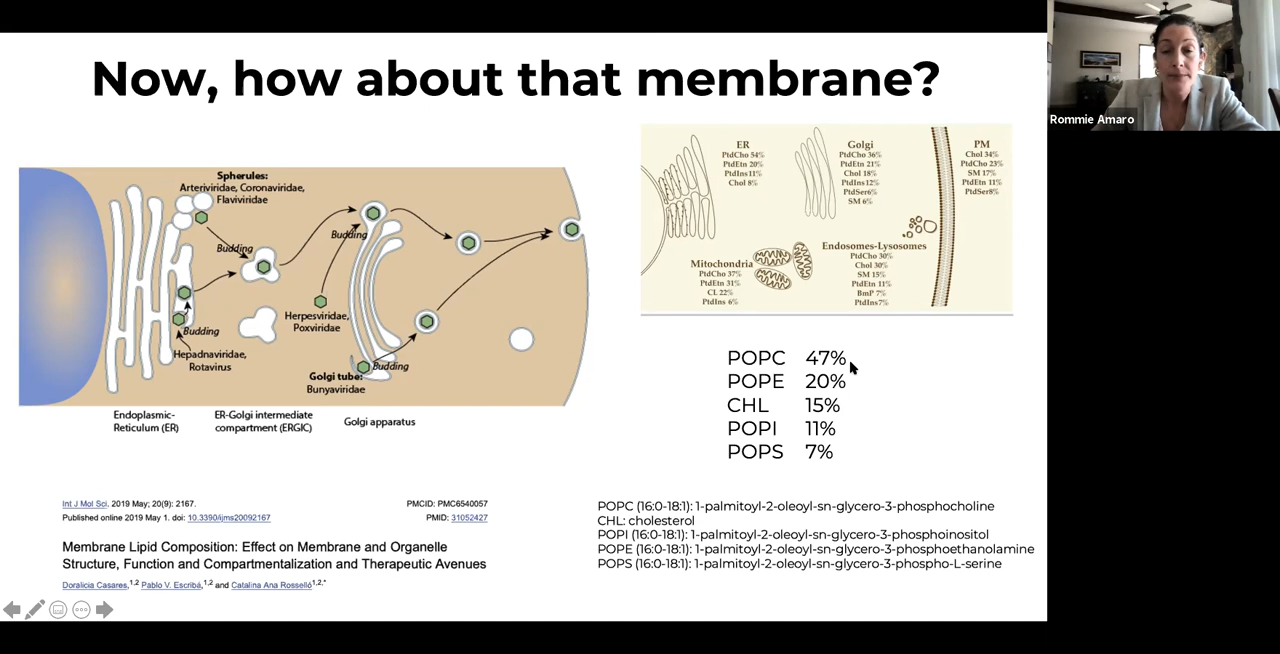 Now, how about that membrane?
Rommie Amaro
Spherules:
Arteriviridae, Coronaviridae,
Flaviviridae
Budding
Budding
Budding
Hepadnaviridae,
Rotavirus
Herpesviridae,
Poxviridae
Budding
Golgi tube:
Bunyaviridae
Endoplasmic-
Reticulum (ER)
ER-Golgi intermediate
compartment (ERGIC)
Golgi apparatus
ER
PtdCho 54%
PtdEtn 20%
PtdIns 11%
Chol 8%
Golgi
PtdCho 36%
PtdEtn 21%
Chol 18%
PtdIns 12%
PtdSer 6%
SM 6%
PM
Chol 34%
PtdCho 23%
SM 17%
PtdEtn 11%
PtdSer 8%
Mitochondria
PtdCho 37%
PtdEtn 31%
CL 22%
PtdIns 6%
Endosomes-Lysosomes
PtdCho 30%
Chol 30%
SM 15%
PtdEtn 11%
BmP 7%
PtdIns 7%
POPC 47%
POPE 20%
CHL 15%
POPI 11%
POPS 7%
Int J Mol Sci. 2019 May; 20(9): 2167.
Published online 2019 May 1. doi: 10.3390/ijms20092167
PMCID: PMC6540057
PMID: 31052427
Membrane Lipid Composition: Effect on Membrane and Organelle
Structure, Function and Compartmentalization and Therapeutic Avenues
Doralicia Casares,1,2 Pablo V. Escribá,1,2 and Catalina Ana Rosselló1,2,*
POPC (16:0-18:1): 1-palmitoyl-2-oleoyl-sn-glycero-3-phosphocholine
CHL: cholesterol
POPI (16:0-18:1): 1-palmitoyl-2-oleoyl-sn-glycero-3-phosphoinositol
POPE (16:0-18:1): 1-palmitoyl-2-oleoyl-sn-glycero-3-phosphoethanolamine
POPS (16:0-18:1): 1-palmitoyl-2-oleoyl-sn-glycero-3-phospho-L-serine